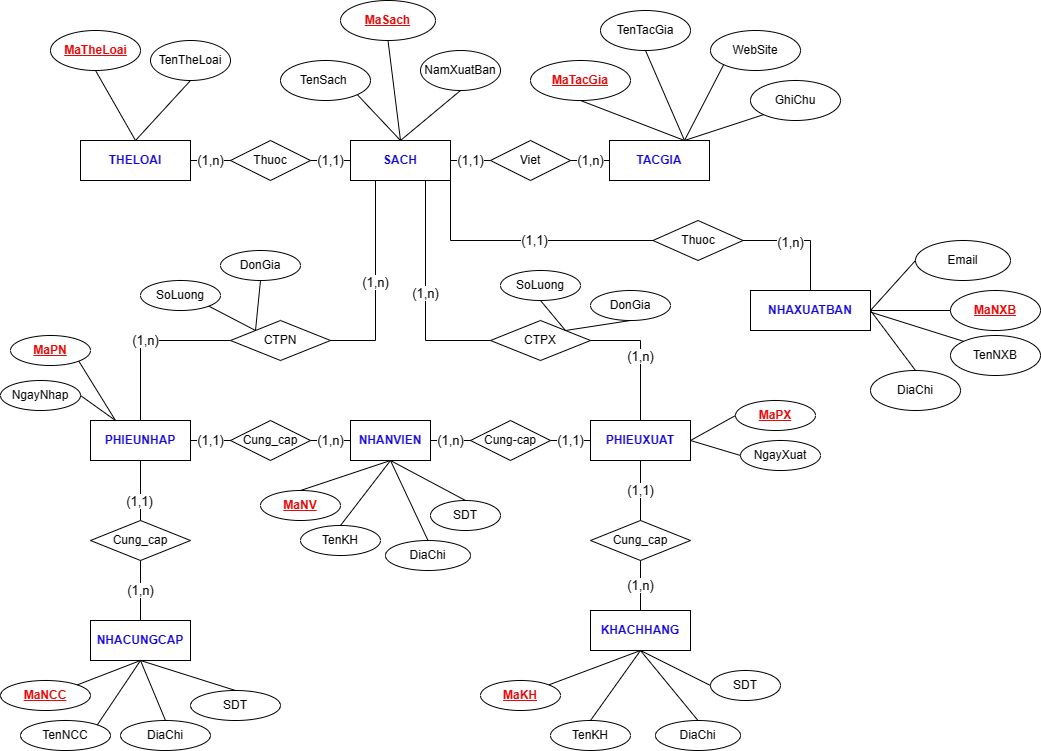 MaSach
TenTacGia
MaTheLoai
TenTheLoai
WebSite
NamXuatBan
TenSach
MaTacGia
GhiChu
THELOAI
(1,n)
Thuoc
(1,1)
SACH
(1,1)
Viet
(1,n)
TACGIA
(1,1)
Thuoc
(1,n)
Email
DonGia
(1,n)
(1,n)
SoLuong
SoLuong
DonGia
NHAXUATBAN
MaNXB
(1,n)
CTPN
CTPX
(1,n)
MaPN
TenNXB
NgayNhap
DiaChi
MaPX
PHIEUNHAP
(1,1)
Cung_cap
(1,n)
NHANVIEN
(1,n)
Cung-cap
(1,1)
PHIEUXUAT
NgayXuat
(1,1)
(1,1)
MaNV
SDT
TenKH
DiaChi
Cung_cap
Cung_cap
(1,n)
(1,n)
NHACUNGCAP
KHACHHANG
MaNCC
SDT
MaKH
SDT
TenNCC
DiaChi
TenKH
DiaChi